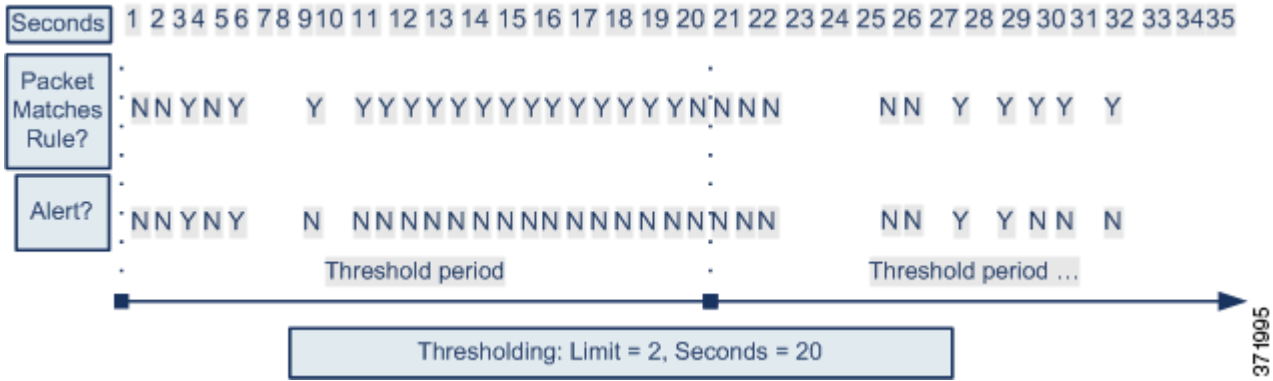 Seconds 1 2 3 4 5 6 7 8 9 10 11 12 13 14 15 16 17 18 19 20 21 22 23 24 25 26 27 28 29 30 31 32 33 34 35
Packet
Matches
Rule?
N N Y N Y Y Y Y Y Y Y Y Y Y Y Y Y Y Y Y N N N N N N Y Y Y Y Y
Alert?
N N Y N Y N N N N N N N N N N N N N N N N N N N N N Y Y N N N
Threshold period
Threshold period ...
Thresholding: Limit = 2, Seconds = 20
371995